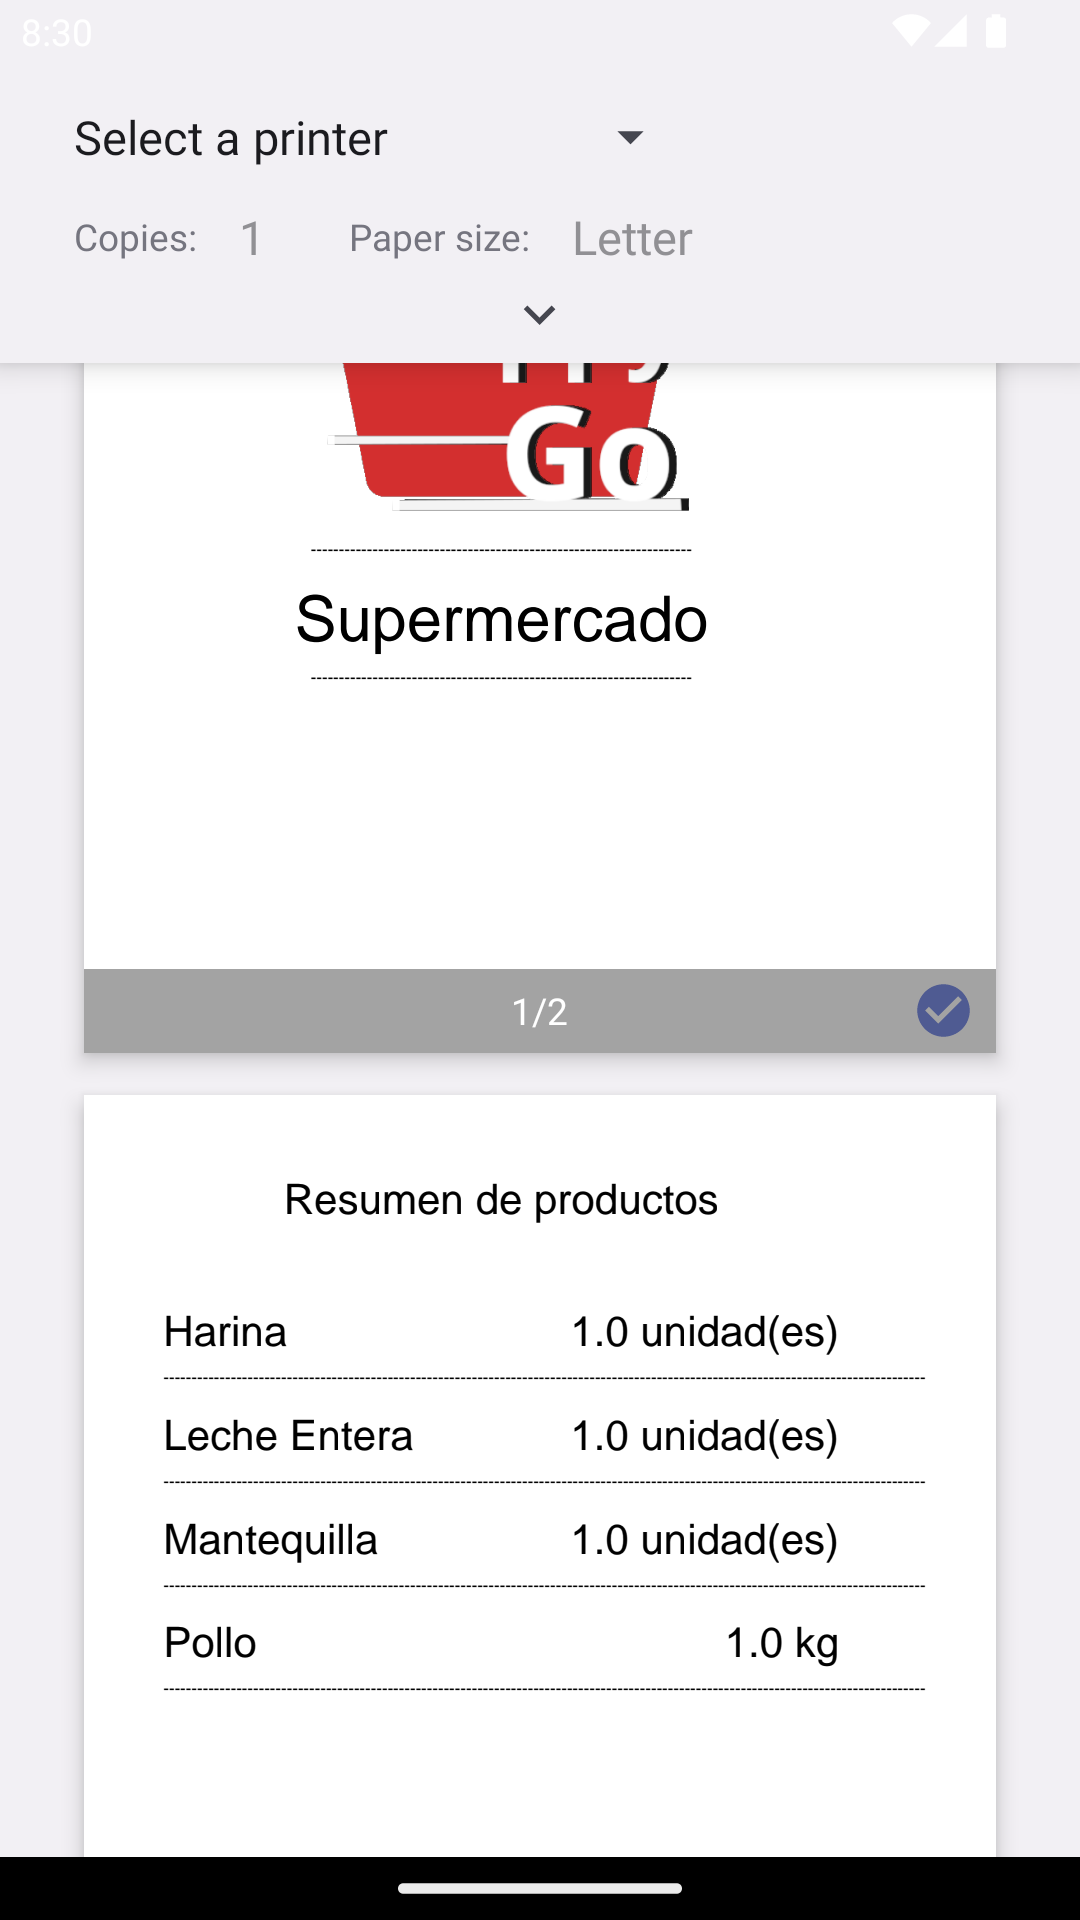 8:30
Select a printer
Copies: 1 Paper size: Letter
Go
--------------------------------------------------------------------
Supermercado
--------------------------------------------------------------------
1/2
Resumen de productos
Harina 1.0 unidad(es)
Leche Entera 1.0 unidad(es)
Mantequilla 1.0 unidad(es)
Pollo 1.0 kg